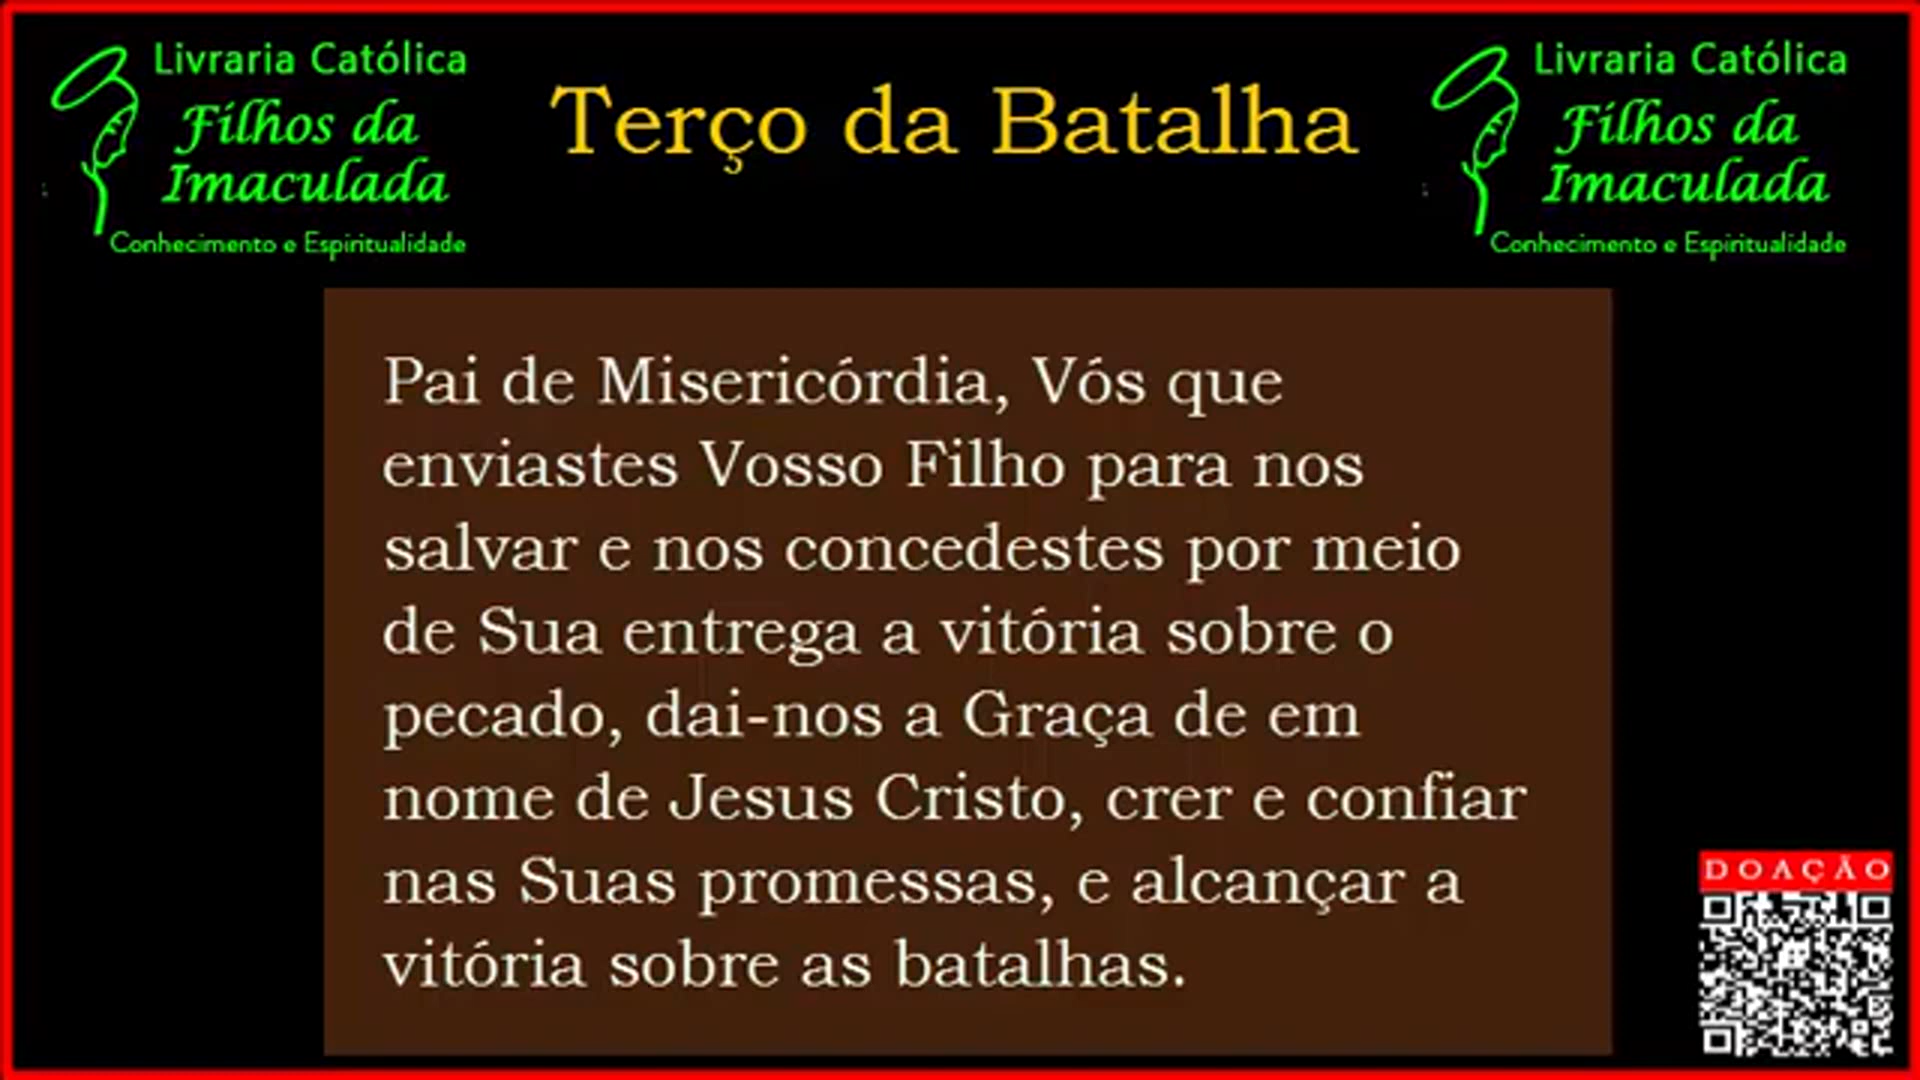 Livraria Católica
Filhos da
Imaculada
Conhecimento e Espiritualidade
Terço da Batalha
Livraria Católica
Filhos da
Imaculada
Conhecimento e Espiritualidade
Pai de Misericórdia, Vós que
enviastes Vosso Filho para nos
salvar e nos concedestes por meio
de Sua entrega a vitória sobre o
pecado, dai-nos a Graça de em
nome de Jesus Cristo, crer e confiar
nas Suas promessas, e alcançar a
vitória sobre as batalhas.
DOAÇÃO